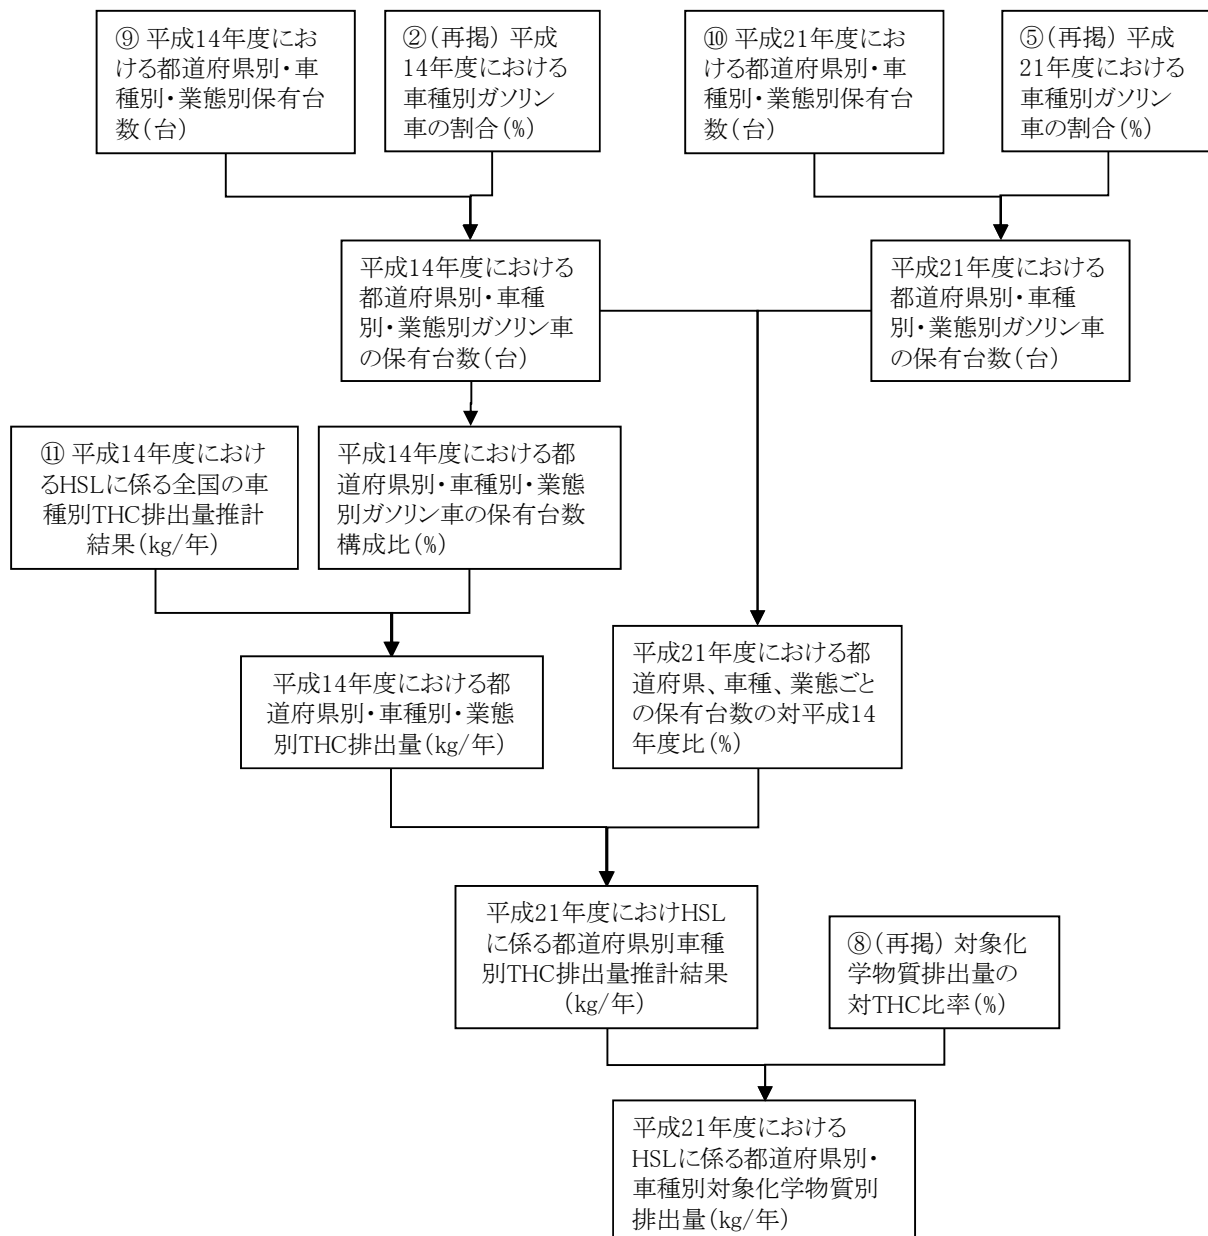 ⑨ 平成14年度にお
ける都道府県別・車
種別・業態別保有台
数(台)
②(再掲) 平成
14年度における
車種別ガソリン
車の割合(%)
⑩ 平成21年度にお
ける都道府県別・車
種別・業態別保有台
数(台)
⑤(再掲) 平成
21年度における
車種別ガソリン
車の割合(%)
平成14年度における
都道府県別・車種
別・業態別ガソリン車
の保有台数(台)
平成21年度における
都道府県別・車種
別・業態別ガソリン車
の保有台数(台)
⑪ 平成14年度におけ
るHSLに係る全国の車
種別THC排出量推計
結果(kg/年)
平成14年度における都
道府県別・車種別・業態
別ガソリン車の保有台数
構成比(%)
平成14年度における都
道府県別・車種別・業態
別THC排出量(kg/年)
平成21年度における都
道府県、車種、業態ごと
の保有台数の対平成14
年度比(%)
平成21年度におけHSL
に係る都道府県別車種
別THC排出量推計結果
(kg/年)
⑧(再掲) 対象化
学物質排出量の
対THC比率(%)
平成21年度における
HSLに係る都道府県別・
車種別対象化学物質別
排出量(kg/年)